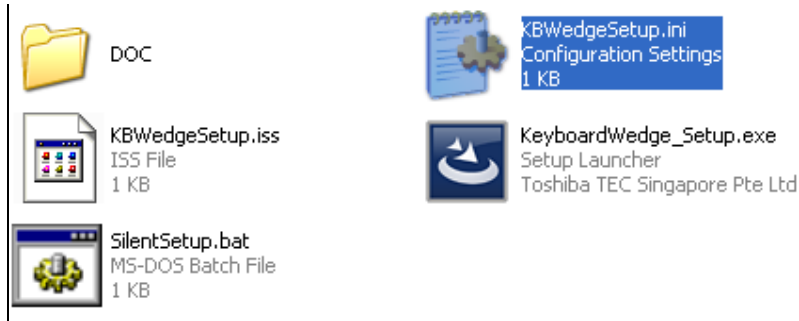 DOC
KBWedgeSetup.ini
Configuration Settings
1 KB
KBWedgeSetup.iss
ISS File
1 KB
KeyboardWedge_Setup.exe
Setup Launcher
Toshiba TEC Singapore Pte Ltd
SilentSetup.bat
MS-DOS Batch File
1 KB